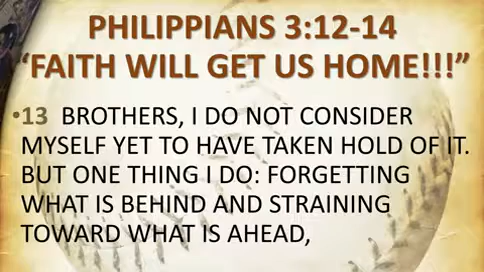 PHILIPPIANS 3:12-14
“FAITH WILL GET US HOME!!!”
•13 BROTHERS, I DO NOT CONSIDER
MYSELF YET TO HAVE TAKEN HOLD OF IT.
BUT ONE THING I DO: FORGETTING
WHAT IS BEHIND AND STRAINING
TOWARD WHAT IS AHEAD,